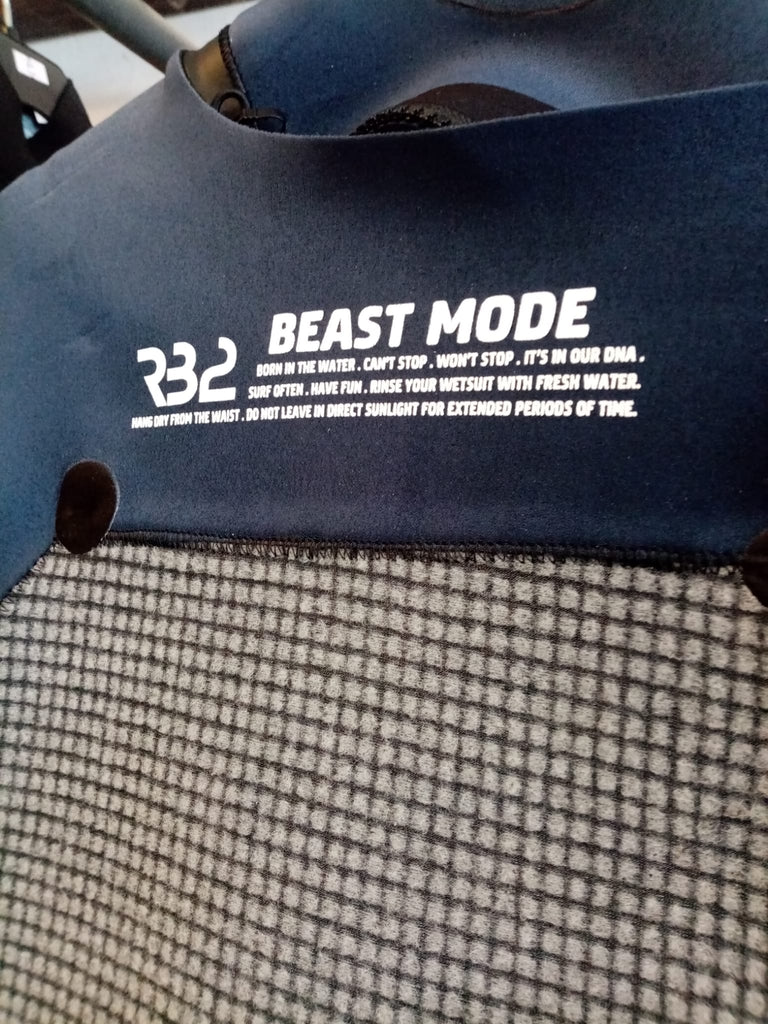 BEAST MODE
RB2
BORN IN THE WATER . CAN'T STOP . WON'T STOP . IT'S IN OUR DNA .
SURF OFTEN . HAVE FUN . RINSE YOUR WETSUIT WITH FRESH WATER.
HANG DRY FROM THE WAIST . DO NOT LEAVE IN DIRECT SUNLIGHT FOR EXTENDED PERIODS OF TIME.